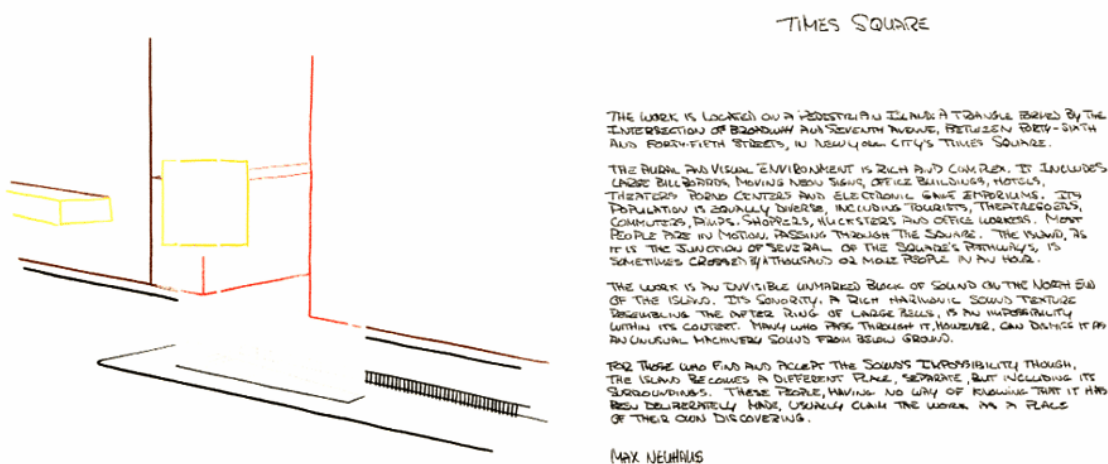 TIMES SQUARE
THE WORK IS LOCATED ON A PEDESTRIAN ISLAND: A TRIANGLE FORMED BY THE
INTERSECTION OF BROADWAY AND SEVENTH AVENUE, BETWEEN FORTY-SIXTH
AND FORTY-FIFTH STREETS, IN NEW YORK CITY'S TIMES SQUARE.
THE AURAL AND VISUAL ENVIRONMENT IS RICH AND COMPLEX. IT INCLUDES
LARGE BILLBOARDS, MOVING NEON SIGNS, OFFICE BUILDINGS, HOTELS,
THEATERS, PORNO CENTERS AND ELECTRONIC GAME EMPORIUMS. ITS
POPULATION IS EQUALLY DIVERSE, INCLUDING TOURISTS, THEATREGOERS,
COMMUTERS, PIMPS, SHOPPERS, HUCKSTERS AND OFFICE WORKERS. MOST
PEOPLE ARE IN MOTION, PASSING THROUGH THE SQUARE. THE ISLAND, AS
IT IS THE JUNCTION OF SEVERAL OF THE SQUARE'S PATHWAYS, IS
SOMETIMES CROSSED BY A THOUSAND OR MORE PEOPLE IN AN HOUR.
THE WORK IS AN INVISIBLE UNMARKED BLOCK OF SOUND ON THE NORTH END
OF THE ISLAND. ITS SONORITY, A RICH HARMONIC SOUND TEXTURE
RESEMBLING THE AFTER RING OF LARGE BELLS, IS AN IMPOSSIBILITY
WITHIN ITS CONTEXT. MANY WHO PASS THROUGH IT, HOWEVER, CAN DISMISS IT AS
AN UNUSUAL MACHINERY SOUND FROM BELOW GROUND.
FOR THOSE WHO FIND AND ACCEPT THE SOUND'S IMPOSSIBILITY THOUGH,
THE ISLAND BECOMES A DIFFERENT PLACE, SEPARATE, BUT INCLUDING ITS
SURROUNDINGS. THESE PEOPLE, HAVING NO WAY OF KNOWING THAT IT HAS
BEEN DELIBERATELY MADE, USUALLY CLAIM THE WORK AS A PLACE
OF THEIR OWN DISCOVERING.
MAX NEUHAUS